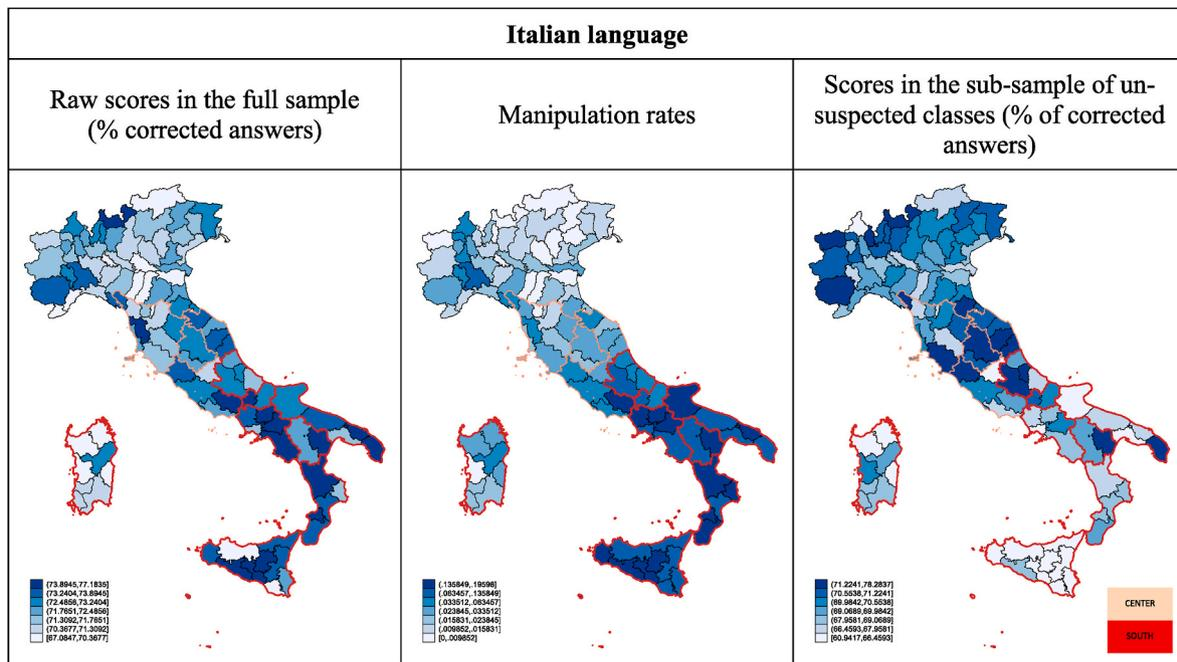 Italian language
Raw scores in the full sample
(% corrected answers)
Manipulation rates
Scores in the sub-sample of un-
suspected classes (% of corrected
answers)
(73.8945,77.1835]
(73.2404,73.8945]
(72.4856,73.2404]
(71.7651,72.4856]
(71.3092,71.7651]
(70.3677,71.3092]
[67.0847,70.3677]
(.135849,.19598]
(.063457,.135849]
(.033512,.063457]
(.023845,.033512]
(.015831,.023845]
(.009852,.015831]
[0,.009852]
(71.2241,78.2837]
(70.5538,71.2241]
(69.9842,70.5538]
(69.0689,69.9842]
(67.9581,69.0689]
(66.4593,67.9581]
[60.9417,66.4593]
CENTER
SOUTH